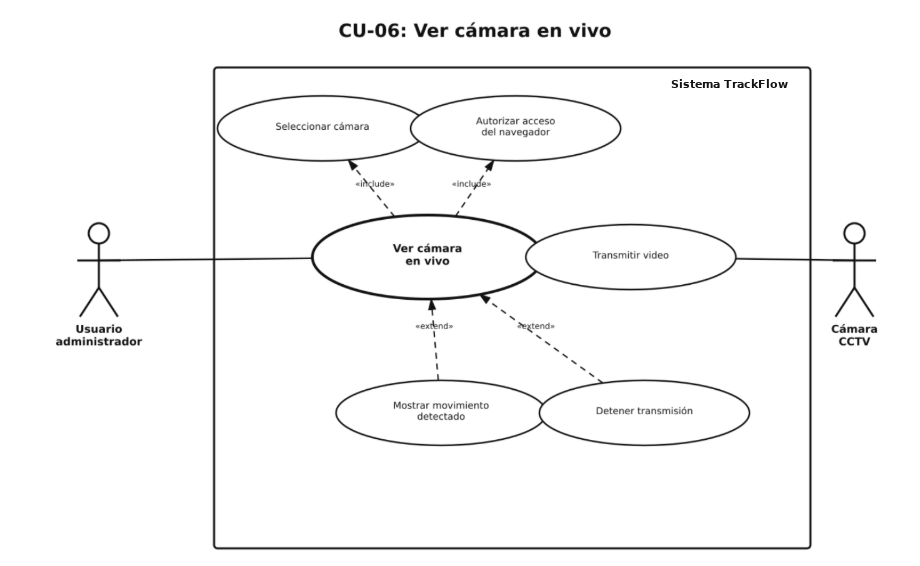 CU-06: Ver cámara en vivo
Sistema TrackFlow
Seleccionar cámara
Autorizar acceso
del navegador
«include»
«include»
Ver cámara
en vivo
Transmitir video
Usuario
administrador
Cámara
CCTV
«extend»
«extend»
Mostrar movimiento
detectado
Detener transmisión